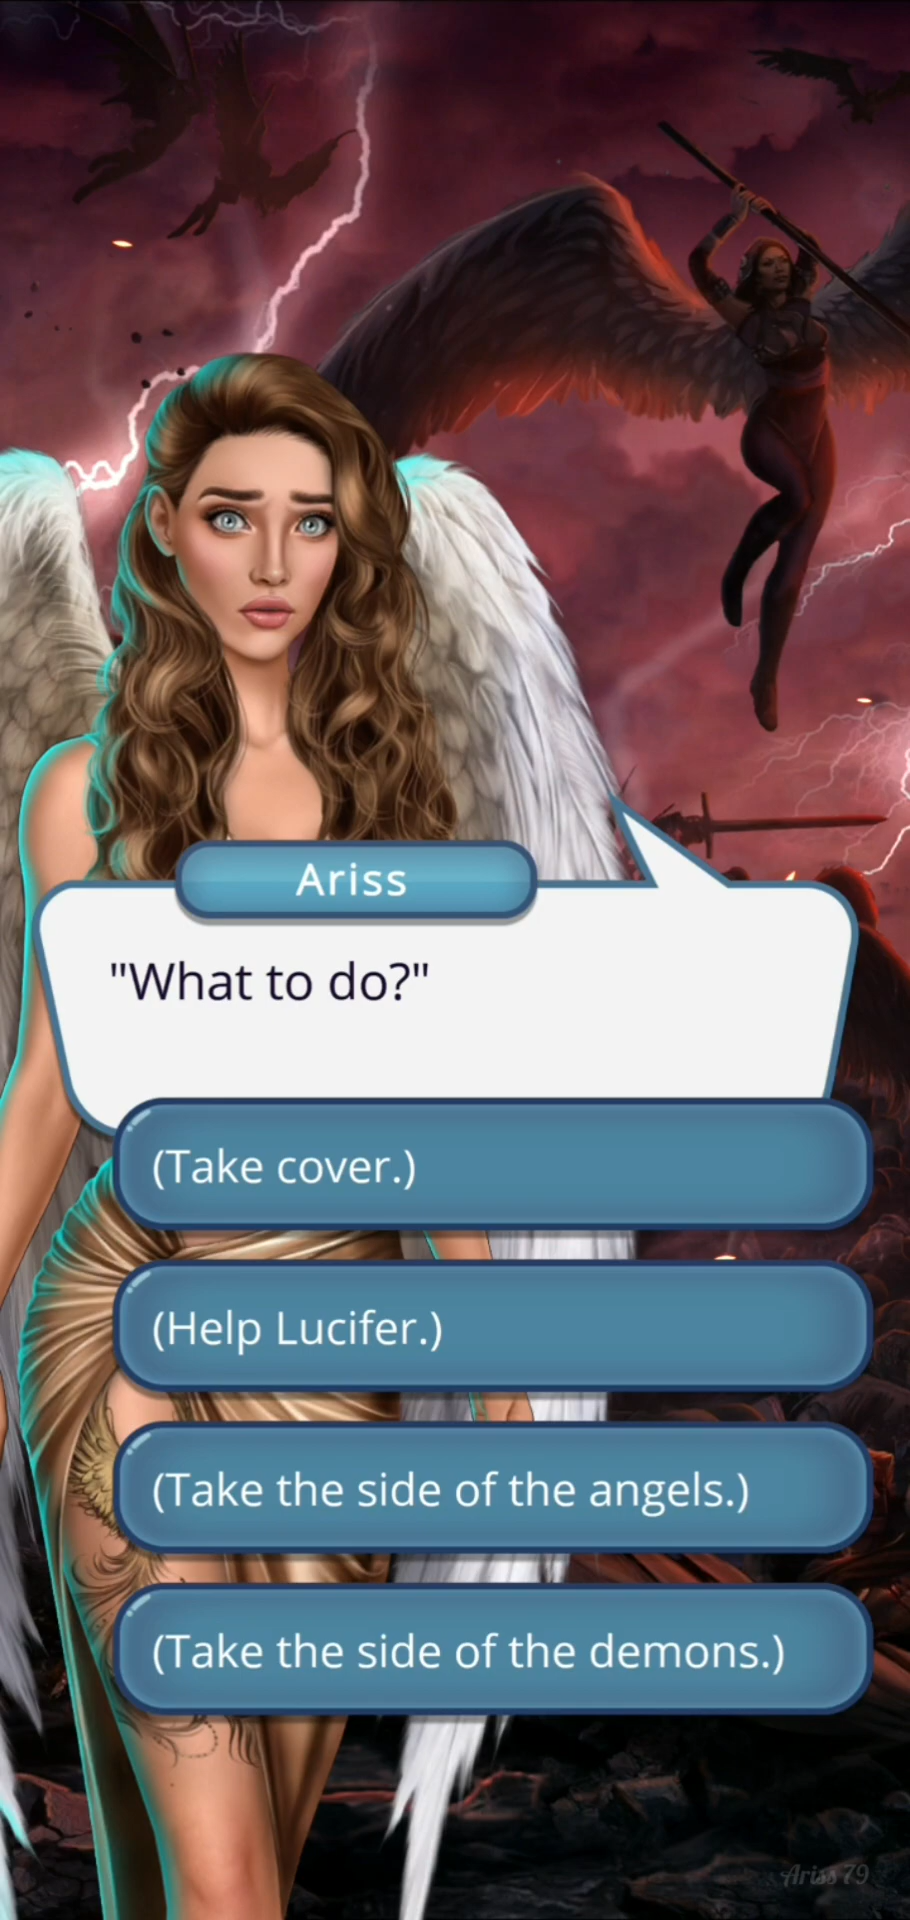 Ariss
"What to do?"
(Take cover.)
(Help Lucifer.)
(Take the side of the angels.)
(Take the side of the demons.)
Ariss 79